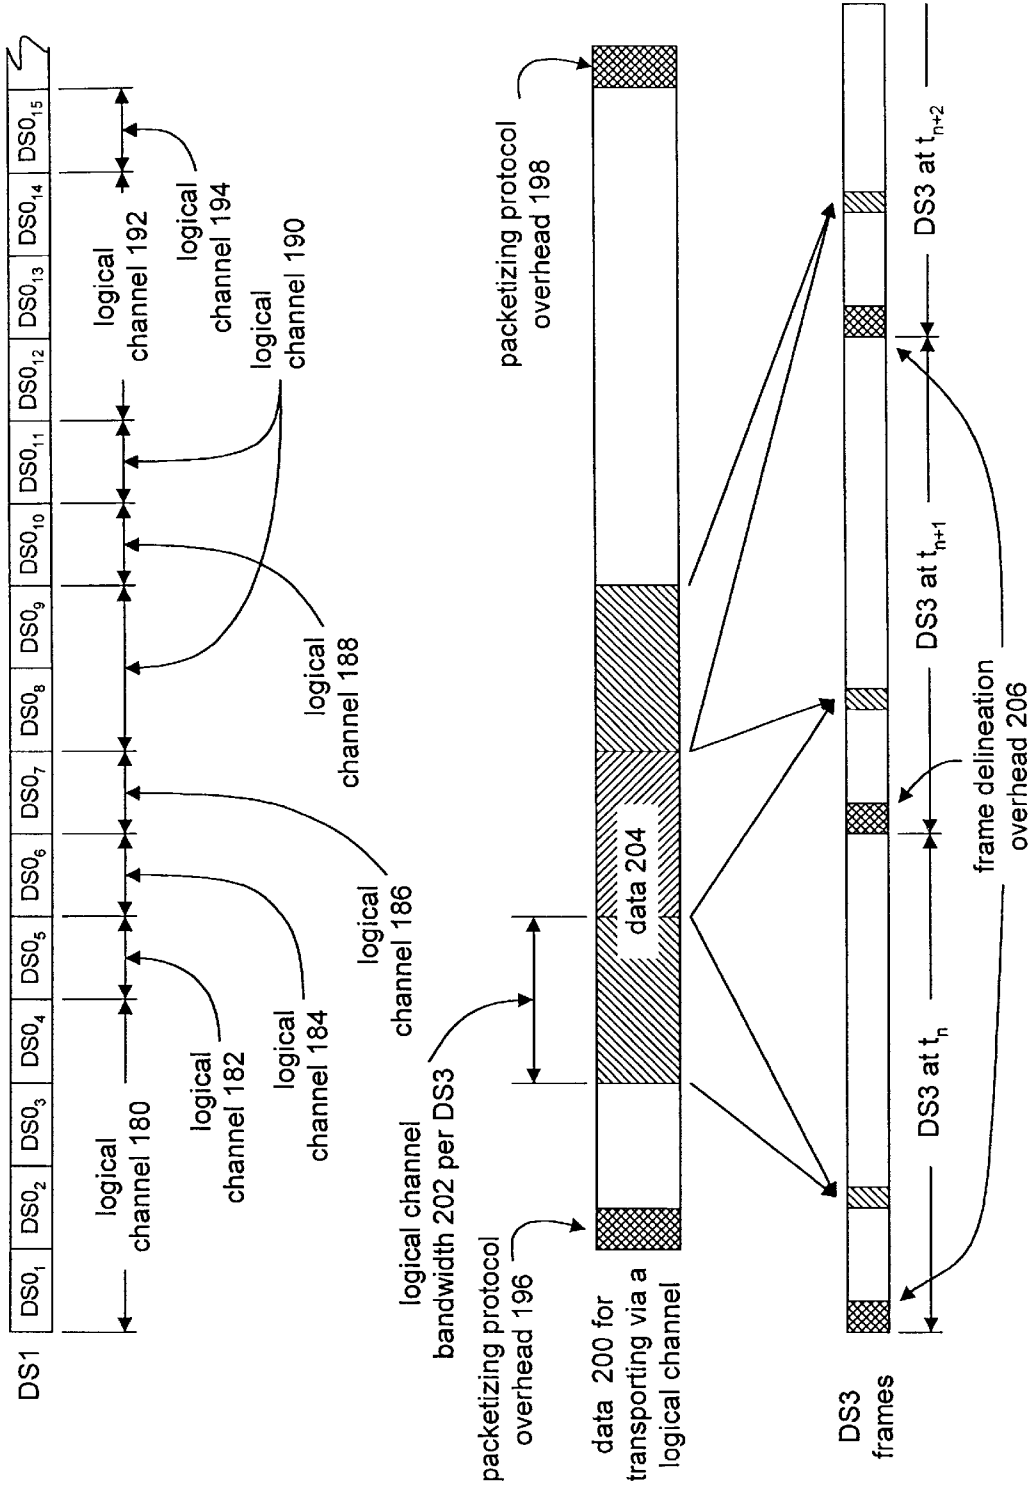 DS1
DS0₁ DS0₂ DS0₃ DS0₄ DS0₅ DS0₆ DS0₇ DS0₈ DS0₉ DS0₁₀ DS0₁₁ DS0₁₂ DS0₁₃ DS0₁₄ DS0₁₅
logical
channel 180
logical
channel 182
logical
channel 184
logical
channel 186
logical
channel 188
logical
channel 190
logical
channel 192
logical
channel 194
logical channel
bandwidth 202 per DS3
packetizing protocol
overhead 196
packetizing protocol
overhead 198
data 200 for
transporting via a
logical channel
data 204
DS3
frames
DS3 at tₙ
DS3 at tₙ₊₁
DS3 at tₙ₊₂
frame delineation
overhead 206